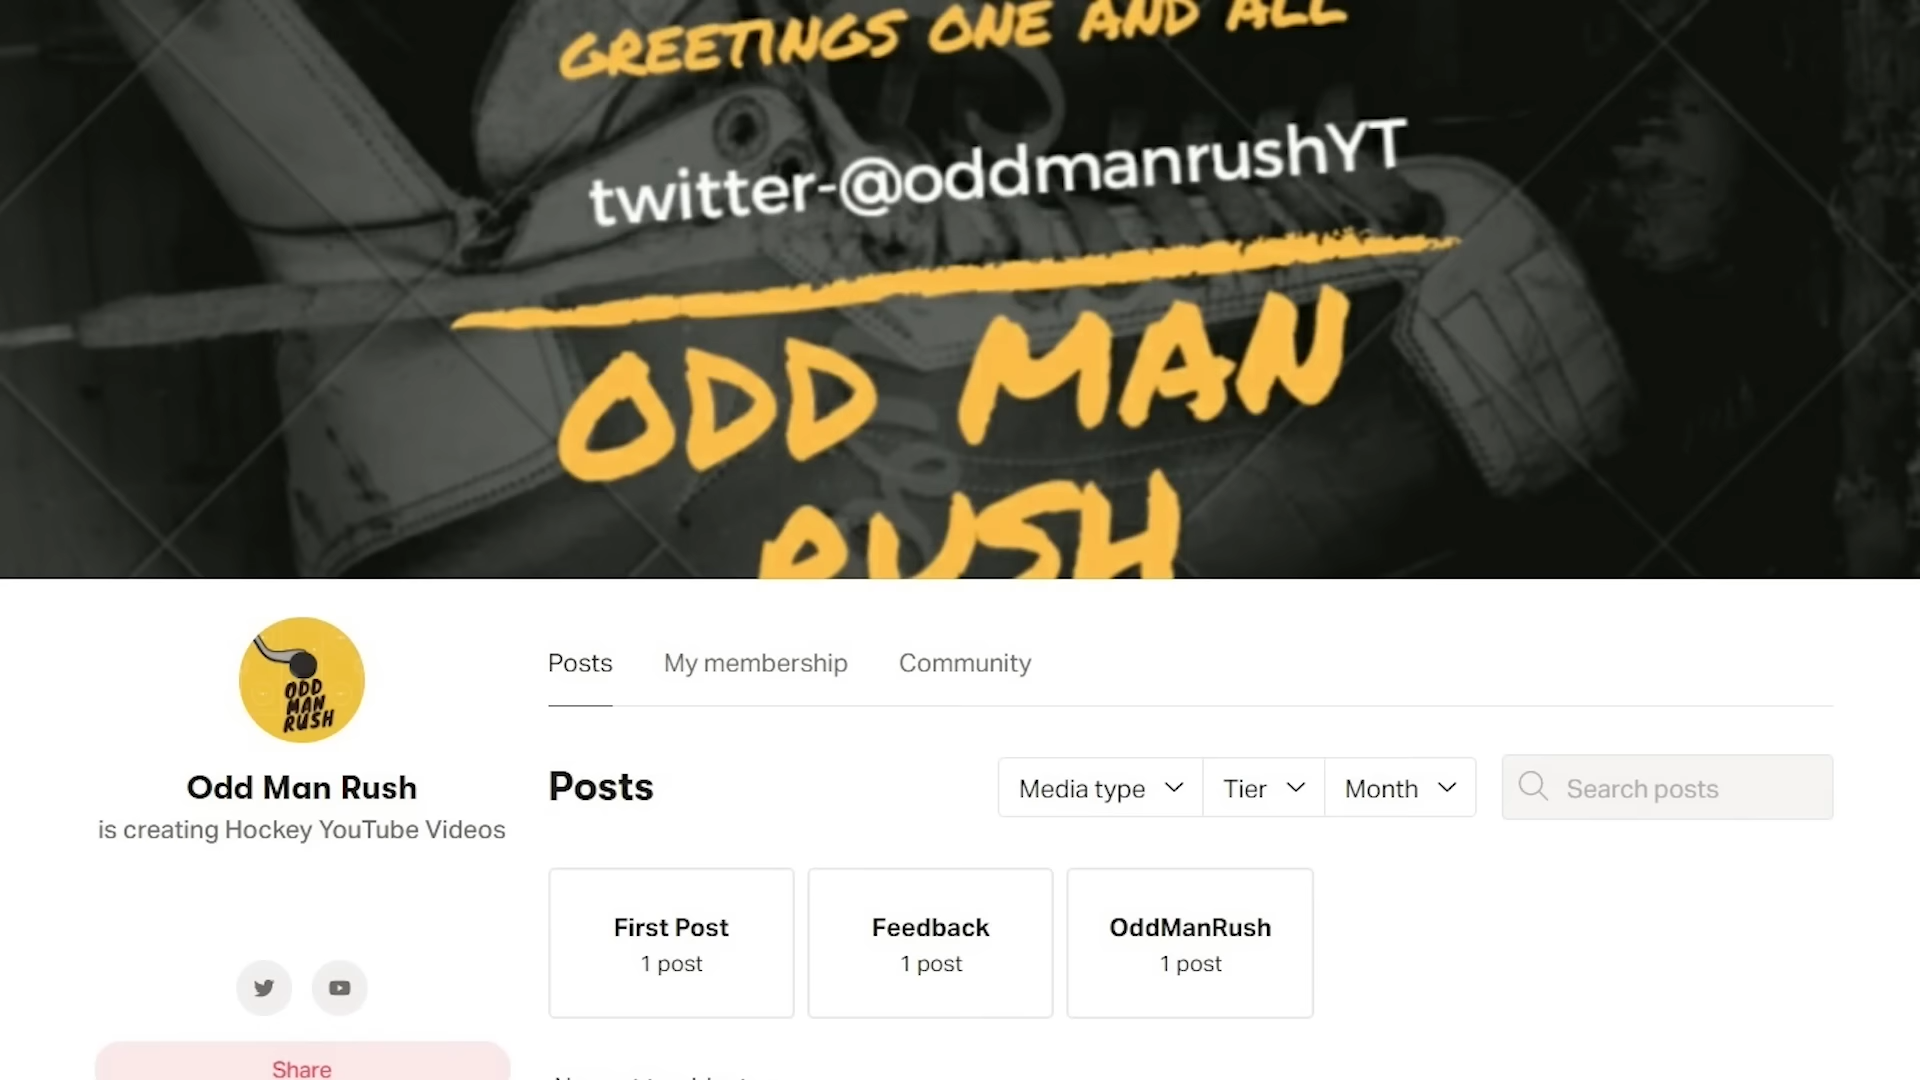 GREETINGS ONE AND ALL
twitter-@oddmanrushYT
ODD MAN
RUSH
ODD
MAN
RUSH
Odd Man Rush
is creating Hockey YouTube Videos
Share
Posts My membership Community
Posts
Media type Tier Month Search posts
First Post Feedback OddManRush
1 post 1 post 1 post